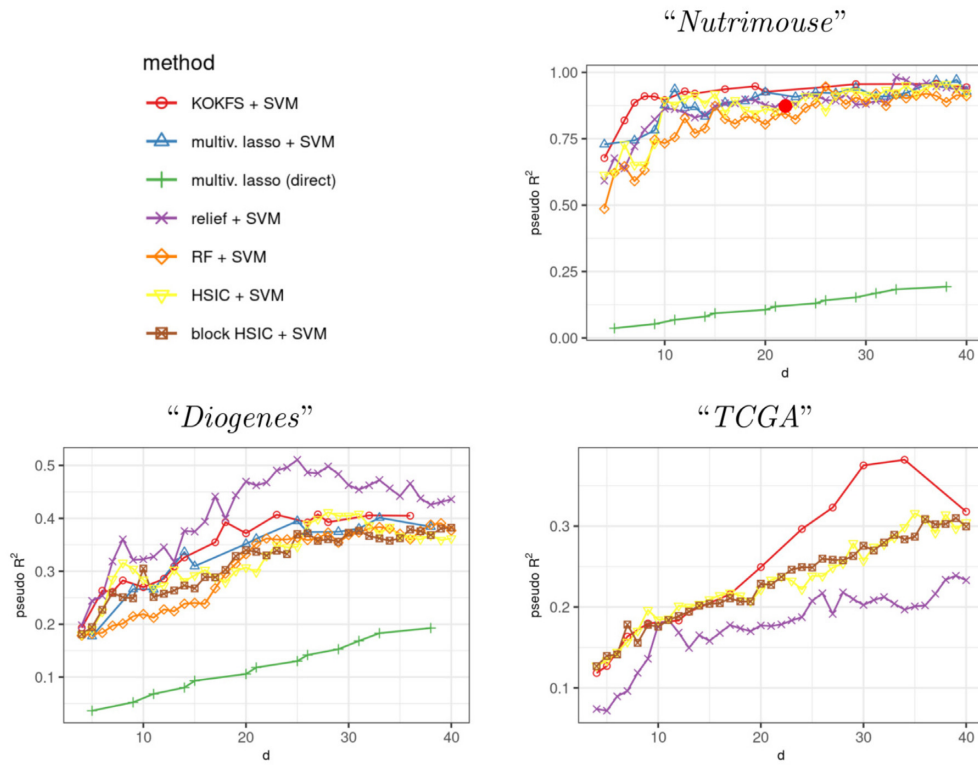 “Nutrimouse”
method
KOKFS + SVM
multiv. lasso + SVM
multiv. lasso (direct)
relief + SVM
RF + SVM
HSIC + SVM
block HSIC + SVM
pseudo R²
1.00
0.75
0.50
0.25
0.00
10
20
30
40
d
“Diogenes”
pseudo R²
0.5
0.4
0.3
0.2
0.1
10
20
30
40
d
“TCGA”
pseudo R²
0.3
0.2
0.1
10
20
30
40
d